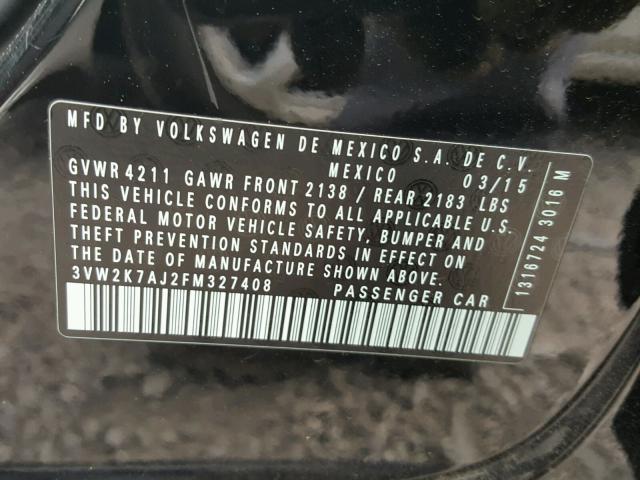 MFD BY VOLKSWAGEN DE MEXICO S.A. DE C.V.
MEXICO 03/15
GVWR 4211 GAWR FRONT 2138 / REAR 2183 LBS
THIS VEHICLE CONFORMS TO ALL APPLICABLE U.S.
FEDERAL MOTOR VEHICLE SAFETY, BUMPER AND
THEFT PREVENTION STANDARDS IN EFFECT ON
THE DATE OF MANUFACTURE SHOWN ABOVE.
3VW2K7AJ2FM327408 PASSENGER CAR
1316724 3016 M